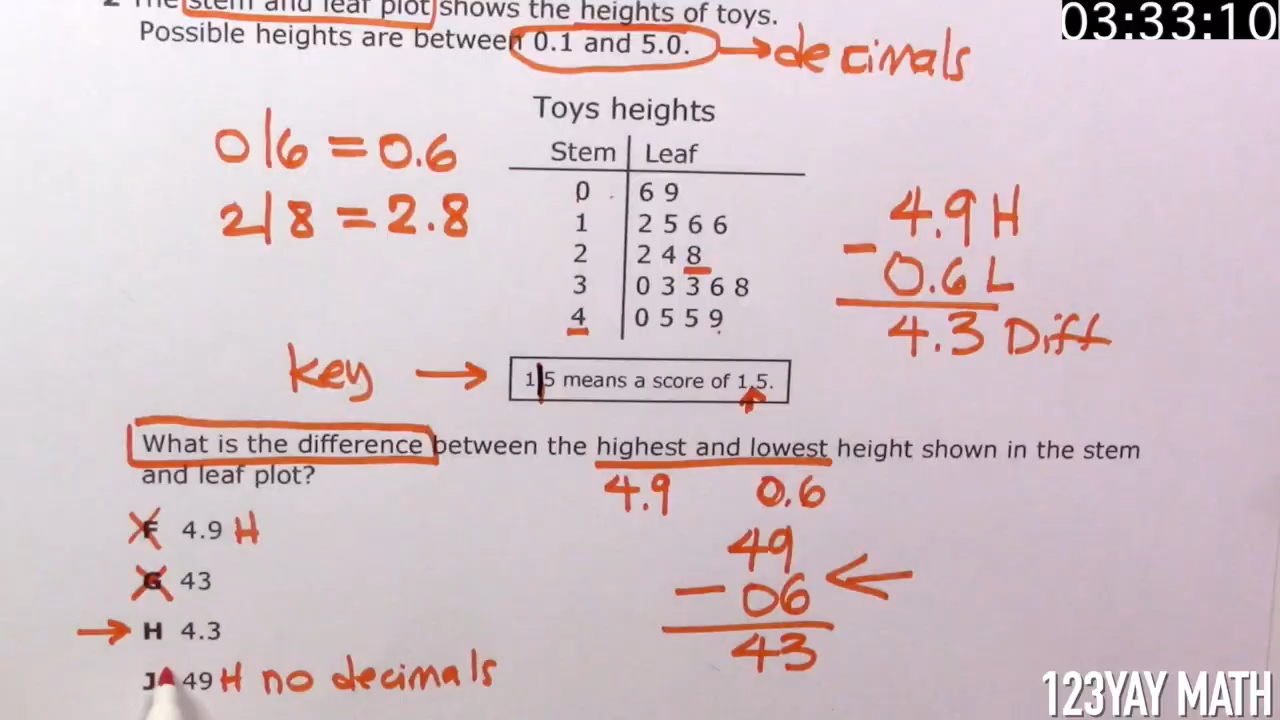 2 The stem and leaf plot shows the heights of toys.
03:33:10
Possible heights are between 0.1 and 5.0.
decimals
Toys heights
0|6 = 0.6
Stem Leaf
0 6 9
4.9 H
2|8 = 2.8
1 2 5 6 6
2 2 4 8
- 0.6 L
3 0 3 3 6 8
4 0 5 5 9
4.3 Diff
key
1|5 means a score of 1.5.
What is the difference between the highest and lowest height shown in the stem
and leaf plot?
4.9 0.6
F 4.9 H
49
G 43
- 06
H 4.3
43
J 49 H no decimals
123YAY MATH